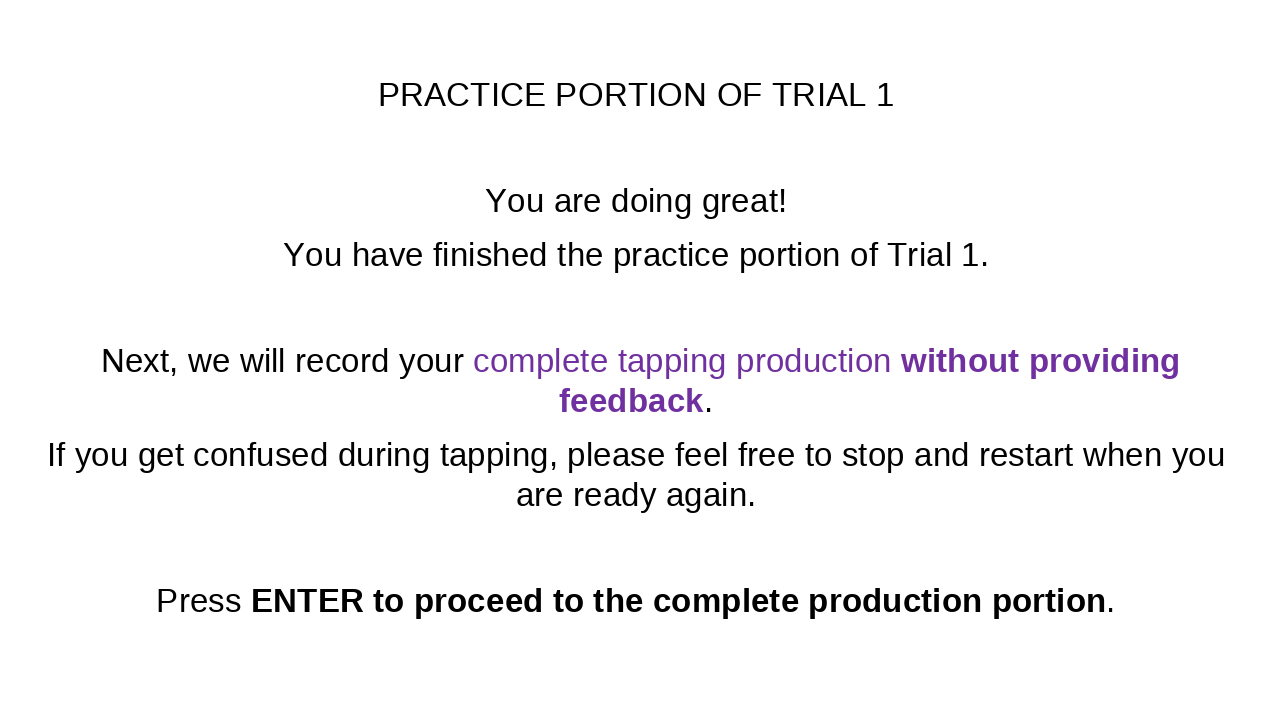 PRACTICE PORTION OF TRIAL 1
You are doing great!
You have finished the practice portion of Trial 1.
Next, we will record your complete tapping production without providing
feedback.
If you get confused during tapping, please feel free to stop and restart when you
are ready again.
Press ENTER to proceed to the complete production portion.